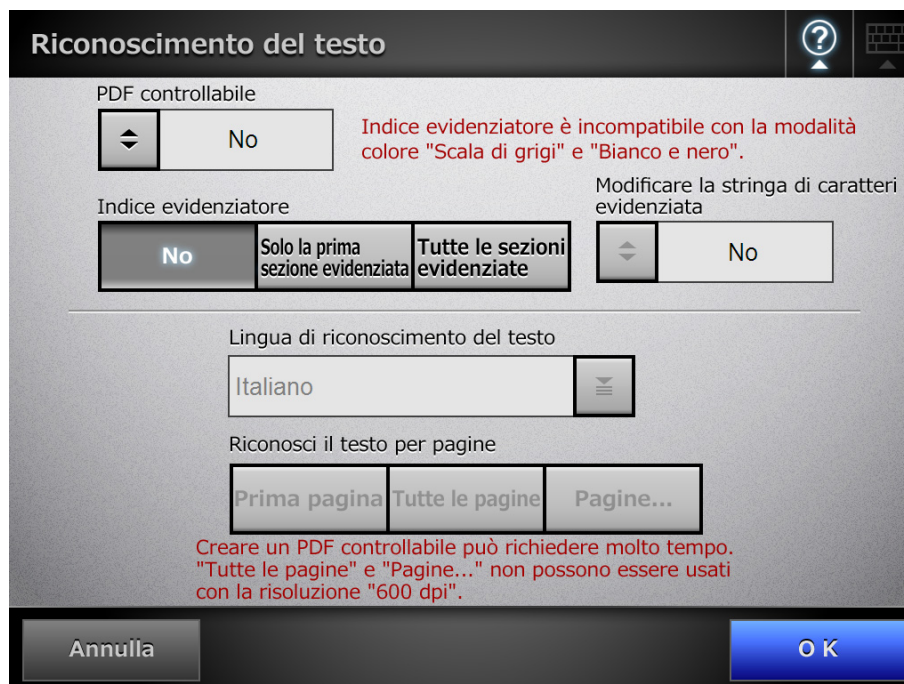 Riconoscimento del testo
?
PDF controllabile
No
Indice evidenziatore è incompatibile con la modalità
colore "Scala di grigi" e "Bianco e nero".
Indice evidenziatore
No
Solo la prima
sezione evidenziata
Tutte le sezioni
evidenziate
Modificare la stringa di caratteri
evidenziata
No
Lingua di riconoscimento del testo
Italiano
Riconosci il testo per pagine
Prima pagina
Tutte le pagine
Pagine...
Creare un PDF controllabile può richiedere molto tempo.
"Tutte le pagine" e "Pagine..." non possono essere usati
con la risoluzione "600 dpi".
Annulla
O K